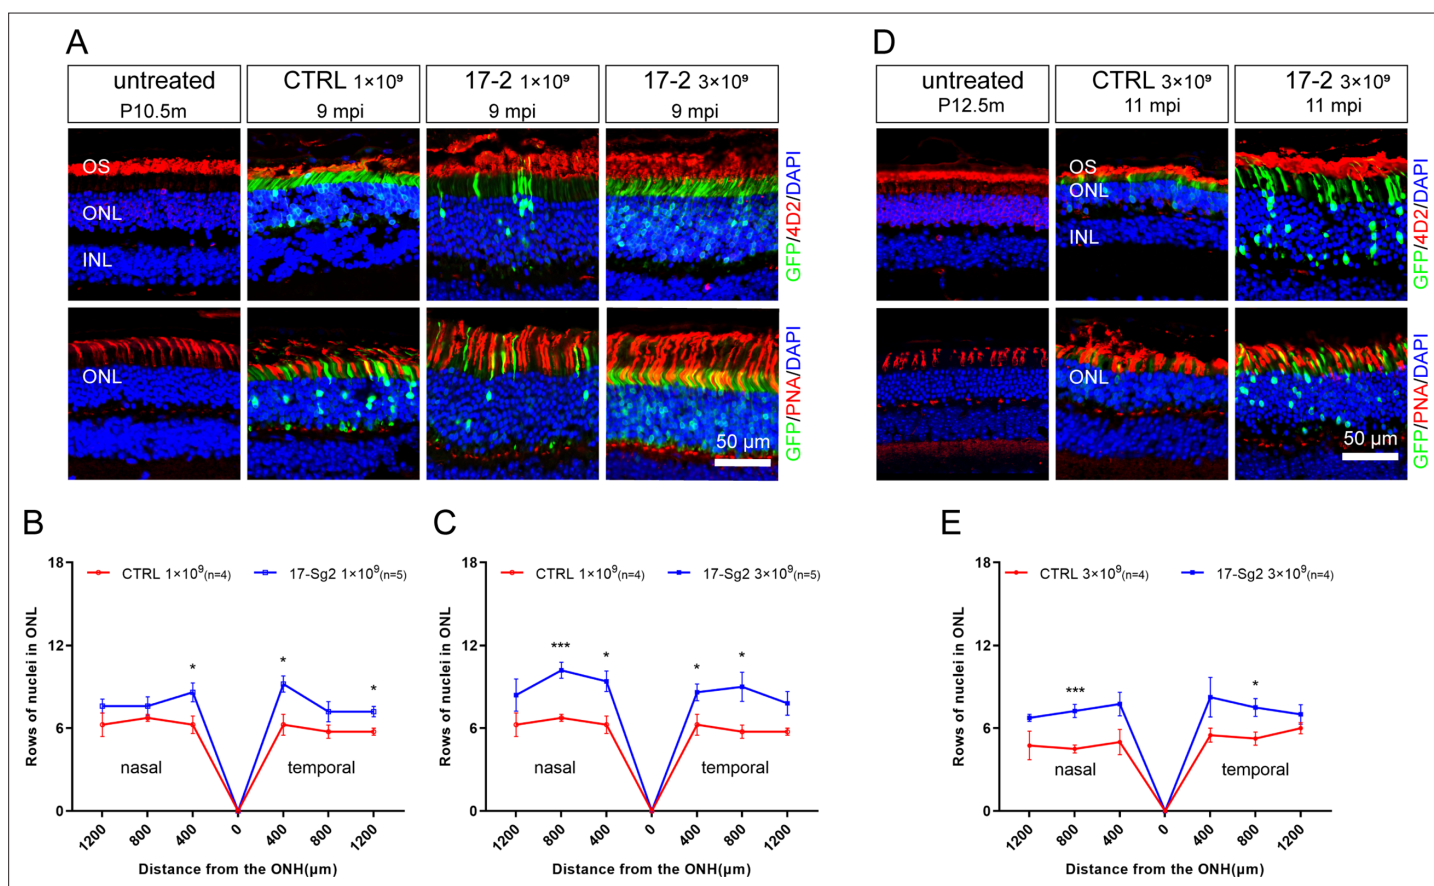 A
untreated
P10.5m
CTRL 1×10⁹
9 mpi
17-2 1×10⁹
9 mpi
17-2 3×10⁹
9 mpi
OS
ONL
INL
GFP/4D2/DAPI
ONL
50 µm
GFP/PNA/DAPI
D
untreated
P12.5m
CTRL 3×10⁹
11 mpi
17-2 3×10⁹
11 mpi
OS
ONL
INL
GFP/4D2/DAPI
ONL
50 µm
GFP/PNA/DAPI
B
CTRL 1×10⁹(n=4) 17-Sg2 1×10⁹(n=5)
Rows of nuclei in ONL
18
12
6
0
* * *
nasal temporal
1200 800 400 0 400 800 1200
Distance from the ONH(µm)
C
CTRL 1×10⁹(n=4) 17-Sg2 3×10⁹(n=5)
Rows of nuclei in ONL
18
12
6
0
*** * * *
nasal temporal
1200 800 400 0 400 800 1200
Distance from the ONH(µm)
E
CTRL 3×10⁹(n=4) 17-Sg2 3×10⁹(n=4)
Rows of nuclei in ONL
18
12
6
0
*** *
nasal temporal
1200 800 400 0 400 800 1200
Distance from the ONH(µm)